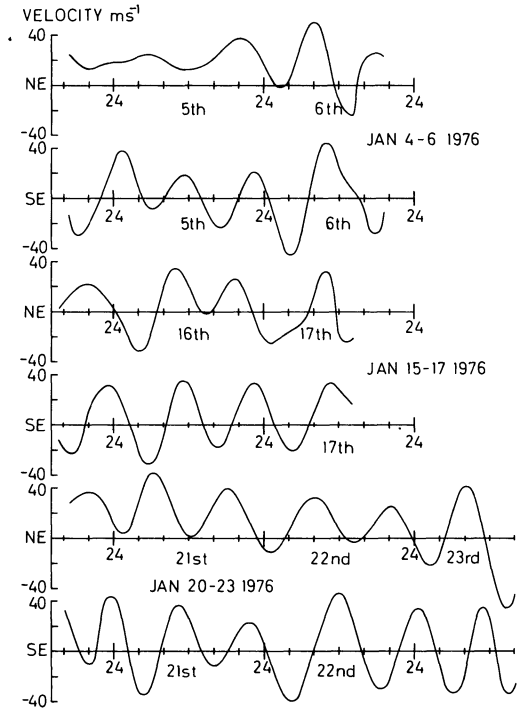 VELOCITY ms⁻¹
40
NE
24 24 24
5th 6th
-40
JAN 4-6 1976
40
SE
24 24 24
5th 6th
-40
40
NE
24 24 24
16th 17th
-40
JAN 15-17 1976
40
SE
24 24 24
17th
-40
40
NE
24 24 24
21st 22nd 23rd
-40
JAN 20-23 1976
40
SE
24 24 24
21st 22nd
-40